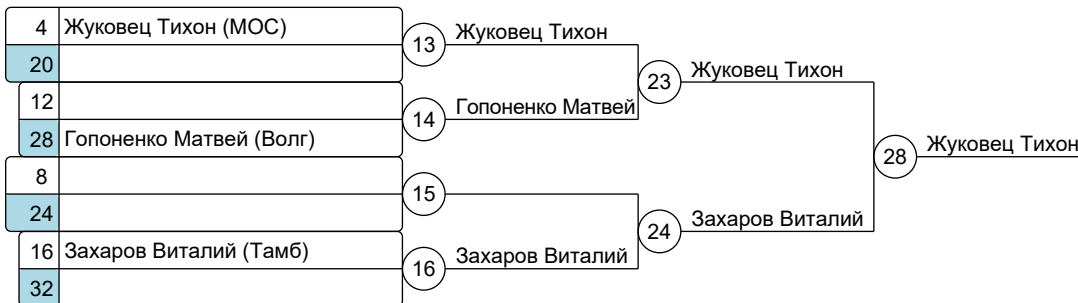 4 Жуковец Тихон (МОС)
20
13 Жуковец Тихон
12
28 Гопоненко Матвей (Волг)
14 Гопоненко Матвей
23 Жуковец Тихон
8
24
15
16 Захаров Виталий (Тамб)
32
16 Захаров Виталий
24 Захаров Виталий
28 Жуковец Тихон